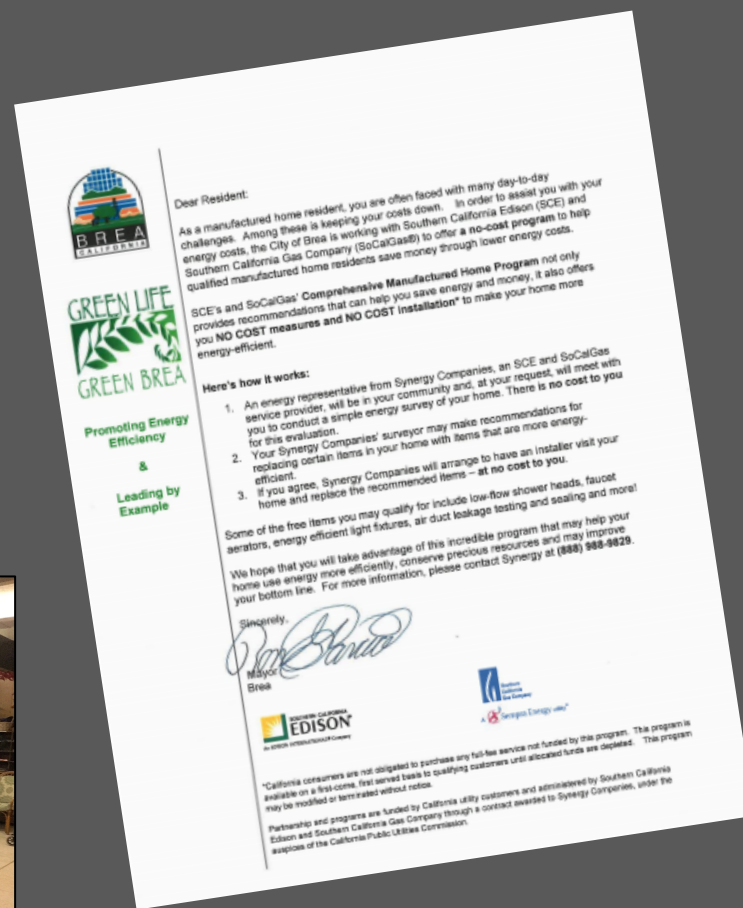 BREA
CALIFORNIA
GREEN LIFE
GREEN BREA
Promoting Energy
Efficiency
&
Leading by
Example
Dear Resident:
As a manufactured home resident, you are often faced with many day-to-day
challenges. Among these is keeping your costs down. In order to assist you with your
energy costs, the City of Brea is working with Southern California Edison (SCE) and
Southern California Gas Company (SoCalGas®) to offer a no-cost program to help
qualified manufactured home residents save money through lower energy costs.
SCE's and SoCalGas' Comprehensive Manufactured Home Program not only
provides recommendations that can help you save energy and money, it also offers
you NO COST measures and NO COST installation* to make your home more
energy-efficient.
Here's how it works:
1. An energy representative from Synergy Companies, an SCE and SoCalGas
service provider, will be in your community and, at your request, will meet with
you to conduct a simple energy survey of your home. There is no cost to you
for this evaluation.
2. Your Synergy Companies' surveyor may make recommendations for
replacing certain items in your home with items that are more energy-
efficient.
3. If you agree, Synergy Companies will arrange to have an installer visit your
home and replace the recommended items – at no cost to you.
Some of the free items you may qualify for include low-flow shower heads, faucet
aerators, energy efficient light fixtures, air duct leakage testing and sealing and more!
We hope that you will take advantage of this incredible program that may help your
home use energy more efficiently, conserve precious resources and may improve
your bottom line. For more information, please contact Synergy at (888) 988-9829.
Sincerely,
Mayor
Brea
SOUTHERN CALIFORNIA
EDISON®
An EDISON INTERNATIONAL® Company
Southern
California
Gas Company
A Sempra Energy utility®
*California consumers are not obligated to purchase any full-fee service not funded by this program. This program is
available on a first-come, first served basis to qualifying customers until allocated funds are depleted. This program
may be modified or terminated without notice.
Partnership and programs are funded by California utility customers and administered by Southern California
Edison and Southern California Gas Company through a contract awarded to Synergy Companies, under the
auspices of the California Public Utilities Commission.